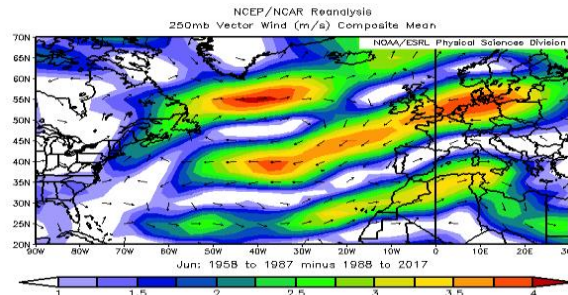 NCEP/NCAR Reanalysis
250mb Vector Wind (m/s) Composite Mean
NOAA/ESRL Physical Sciences Division
70N
65N
60N
55N
50N
45N
40N
35N
30N
25N
20N
90W 80W 70W 60W 50W 40W 30W 20W 10W 0 10E 20E
Jun: 1958 to 1987 minus 1988 to 2017
1 1.5 2 2.5 3 3.5 4